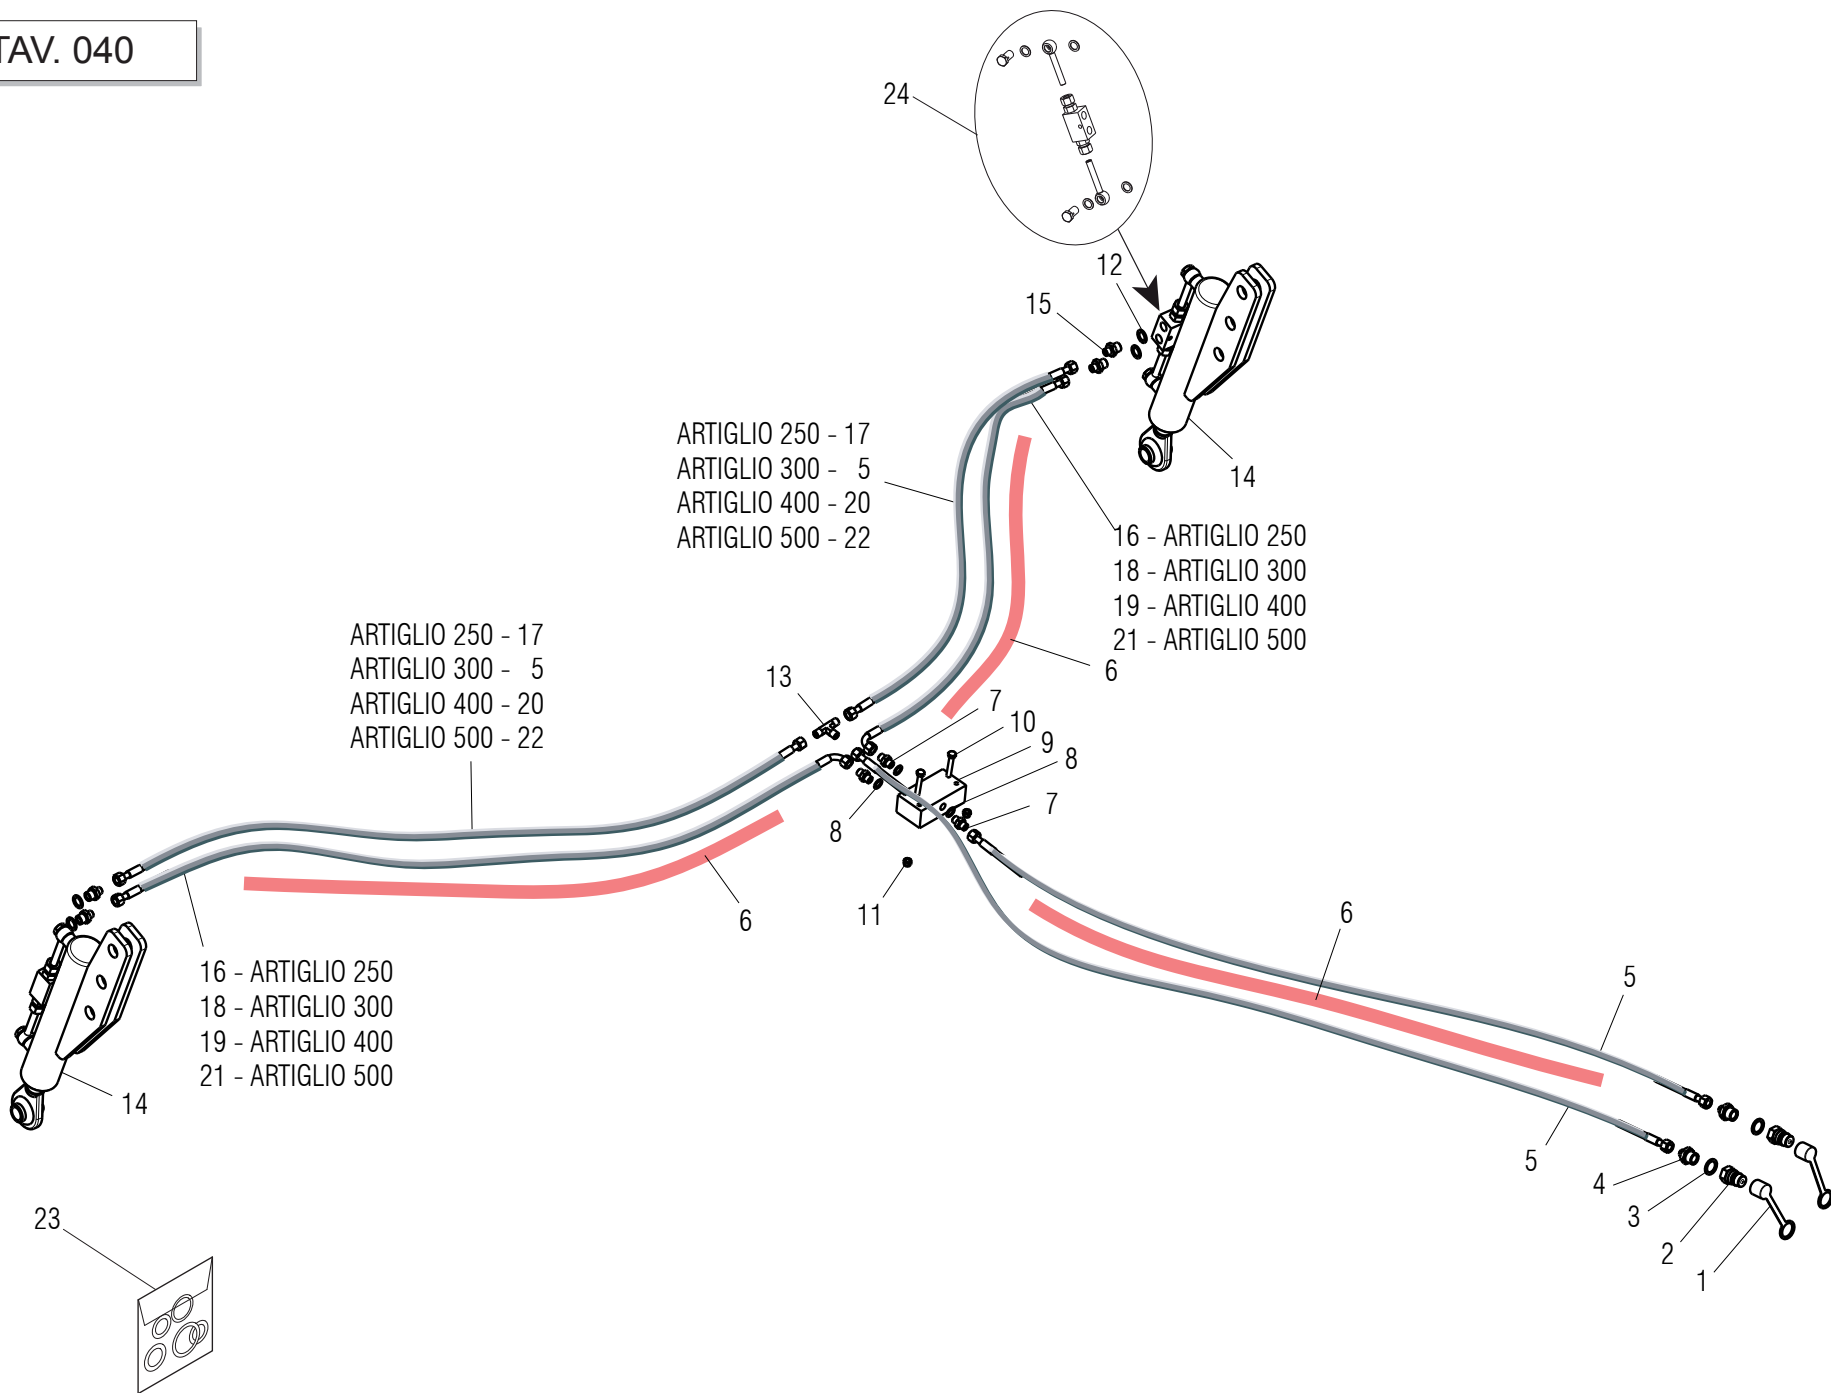 TAV. 040
24
12
15
ARTIGLIO 250 - 17
ARTIGLIO 300 - 5
ARTIGLIO 400 - 20
ARTIGLIO 500 - 22
14
16 - ARTIGLIO 250
18 - ARTIGLIO 300
19 - ARTIGLIO 400
21 - ARTIGLIO 500
ARTIGLIO 250 - 17
ARTIGLIO 300 - 5
ARTIGLIO 400 - 20
ARTIGLIO 500 - 22
13
6
7
10
9
8
7
8
11
6
6
16 - ARTIGLIO 250
18 - ARTIGLIO 300
19 - ARTIGLIO 400
21 - ARTIGLIO 500
14
5
5
4
3
2
1
23